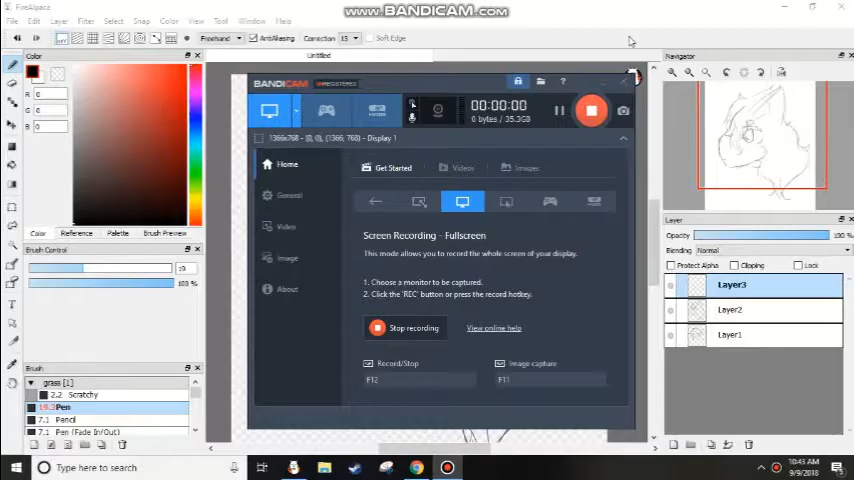 FireAlpaca
www.BANDICAM.com
File Edit Layer Filter Select Snap Color View Tool Window Help
OFF Freehand AntiAliasing Correction 13 Soft Edge
Untitled
Color
R 0
G 0
B 0
Color Reference Palette Brush Preview
Brush Control
19
100 %
Brush
grass [1]
2.2 Scratchy
19.3 Pen
7.1 Pencil
7.1 Pen (Fade In/Out)
BANDICAM UNREGISTERED
00:00:00
0 bytes / 35.3GB
1366x768 - (1366, 768) - Display 1
Home
General
Video
Image
About
Get Started Videos Images
Screen Recording - Fullscreen
This mode allows you to record the whole screen of your display.
1. Choose a monitor to be captured.
2. Click the 'REC' button or press the record hotkey.
Stop recording View online help
Record/Stop Image capture
F12 F11
Navigator
Layer
Opacity 100 %
Blending Normal
Protect Alpha Clipping Lock
Layer3
Layer2
Layer1
Type here to search
10:43 AM
9/9/2018